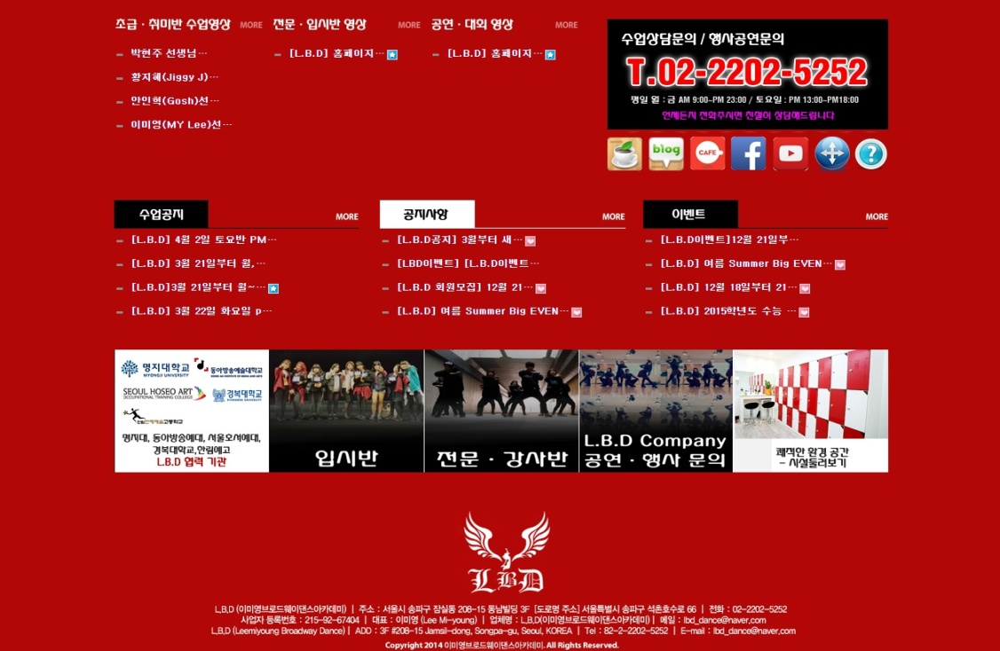 초급 · 취미반 수업영상 MORE
전문 · 입시반 영상 MORE
공연 · 대외 영상 MORE
박현주 선생님…
황지혜(Jiggy J)…
안인혁(Gosh)선…
이미영(MY Lee)선…
[L.B.D] 홈페이지…
[L.B.D] 홈페이지…
수업상담문의 / 행사공연문의
T.02-2202-5252
평일 월 : 금 AM 9:00~PM 23:00 / 토요일 : PM 13:00~PM18:00
언제든지 전화주시면 친절히 상담해드립니다
blog
CAFE
f
?
수업공지 MORE
[L.B.D] 4월 2일 토요반 PM…
[L.B.D] 3월 21일부터 월,…
[L.B.D]3월 21일부터 월~…
[L.B.D] 3월 22일 화요일 p…
공지사항 MORE
[L.B.D공지] 3월부터 새…
[LBD이벤트] [L.B.D이벤트…
[L.B.D 회원모집] 12월 21…
[L.B.D] 여름 Summer Big EVEN…
이벤트 MORE
[L.B.D이벤트]12월 21일부…
[L.B.D] 여름 Summer Big EVEN…
[L.B.D] 12월 18일부터 21…
[L.B.D] 2015학년도 수능 …
명지대학교
MYONGJI UNIVERSITY
동아방송예술대학교
SEOUL HOSEO ART
OCCUPATIONAL TRAINING COLLEGE
경복대학교
명지대, 동아방송예대, 서울호서예대,
경복대학교,한림예고
L.B.D 협력 기관
입시반
전문 · 강사반
L.B.D Company
공연 · 행사 문의
쾌적한 환경 공간
- 시설둘러보기
LBD
L,B,D (이미영브로드웨이댄스아카데미) | 주소 : 서울시 송파구 잠실동 208-15 동남빌딩 3F [도로명 주소] 서울특별시 송파구 석촌호수로 66 | 전화 : 02-2202-5252
사업자 등록번호 : 215-92-67404 | 대표 : 이미영 (Lee Mi-young) | 업체명 : L,B,D(이미영브로드웨이댄스아카데미) | 메일 : lbd_dance@naver,com
L,B,D (Leemiyoung Broadway Dance) | ADD : 3F #208-15 Jamsil-dong, Songpa-gu, Seoul, KOREA | Tel : 82-2-2202-5252 | E-mail : lbd_dance@naver,com
Copyright 2014 이미영브로드웨이댄스아카데미. All Rights Reserved.